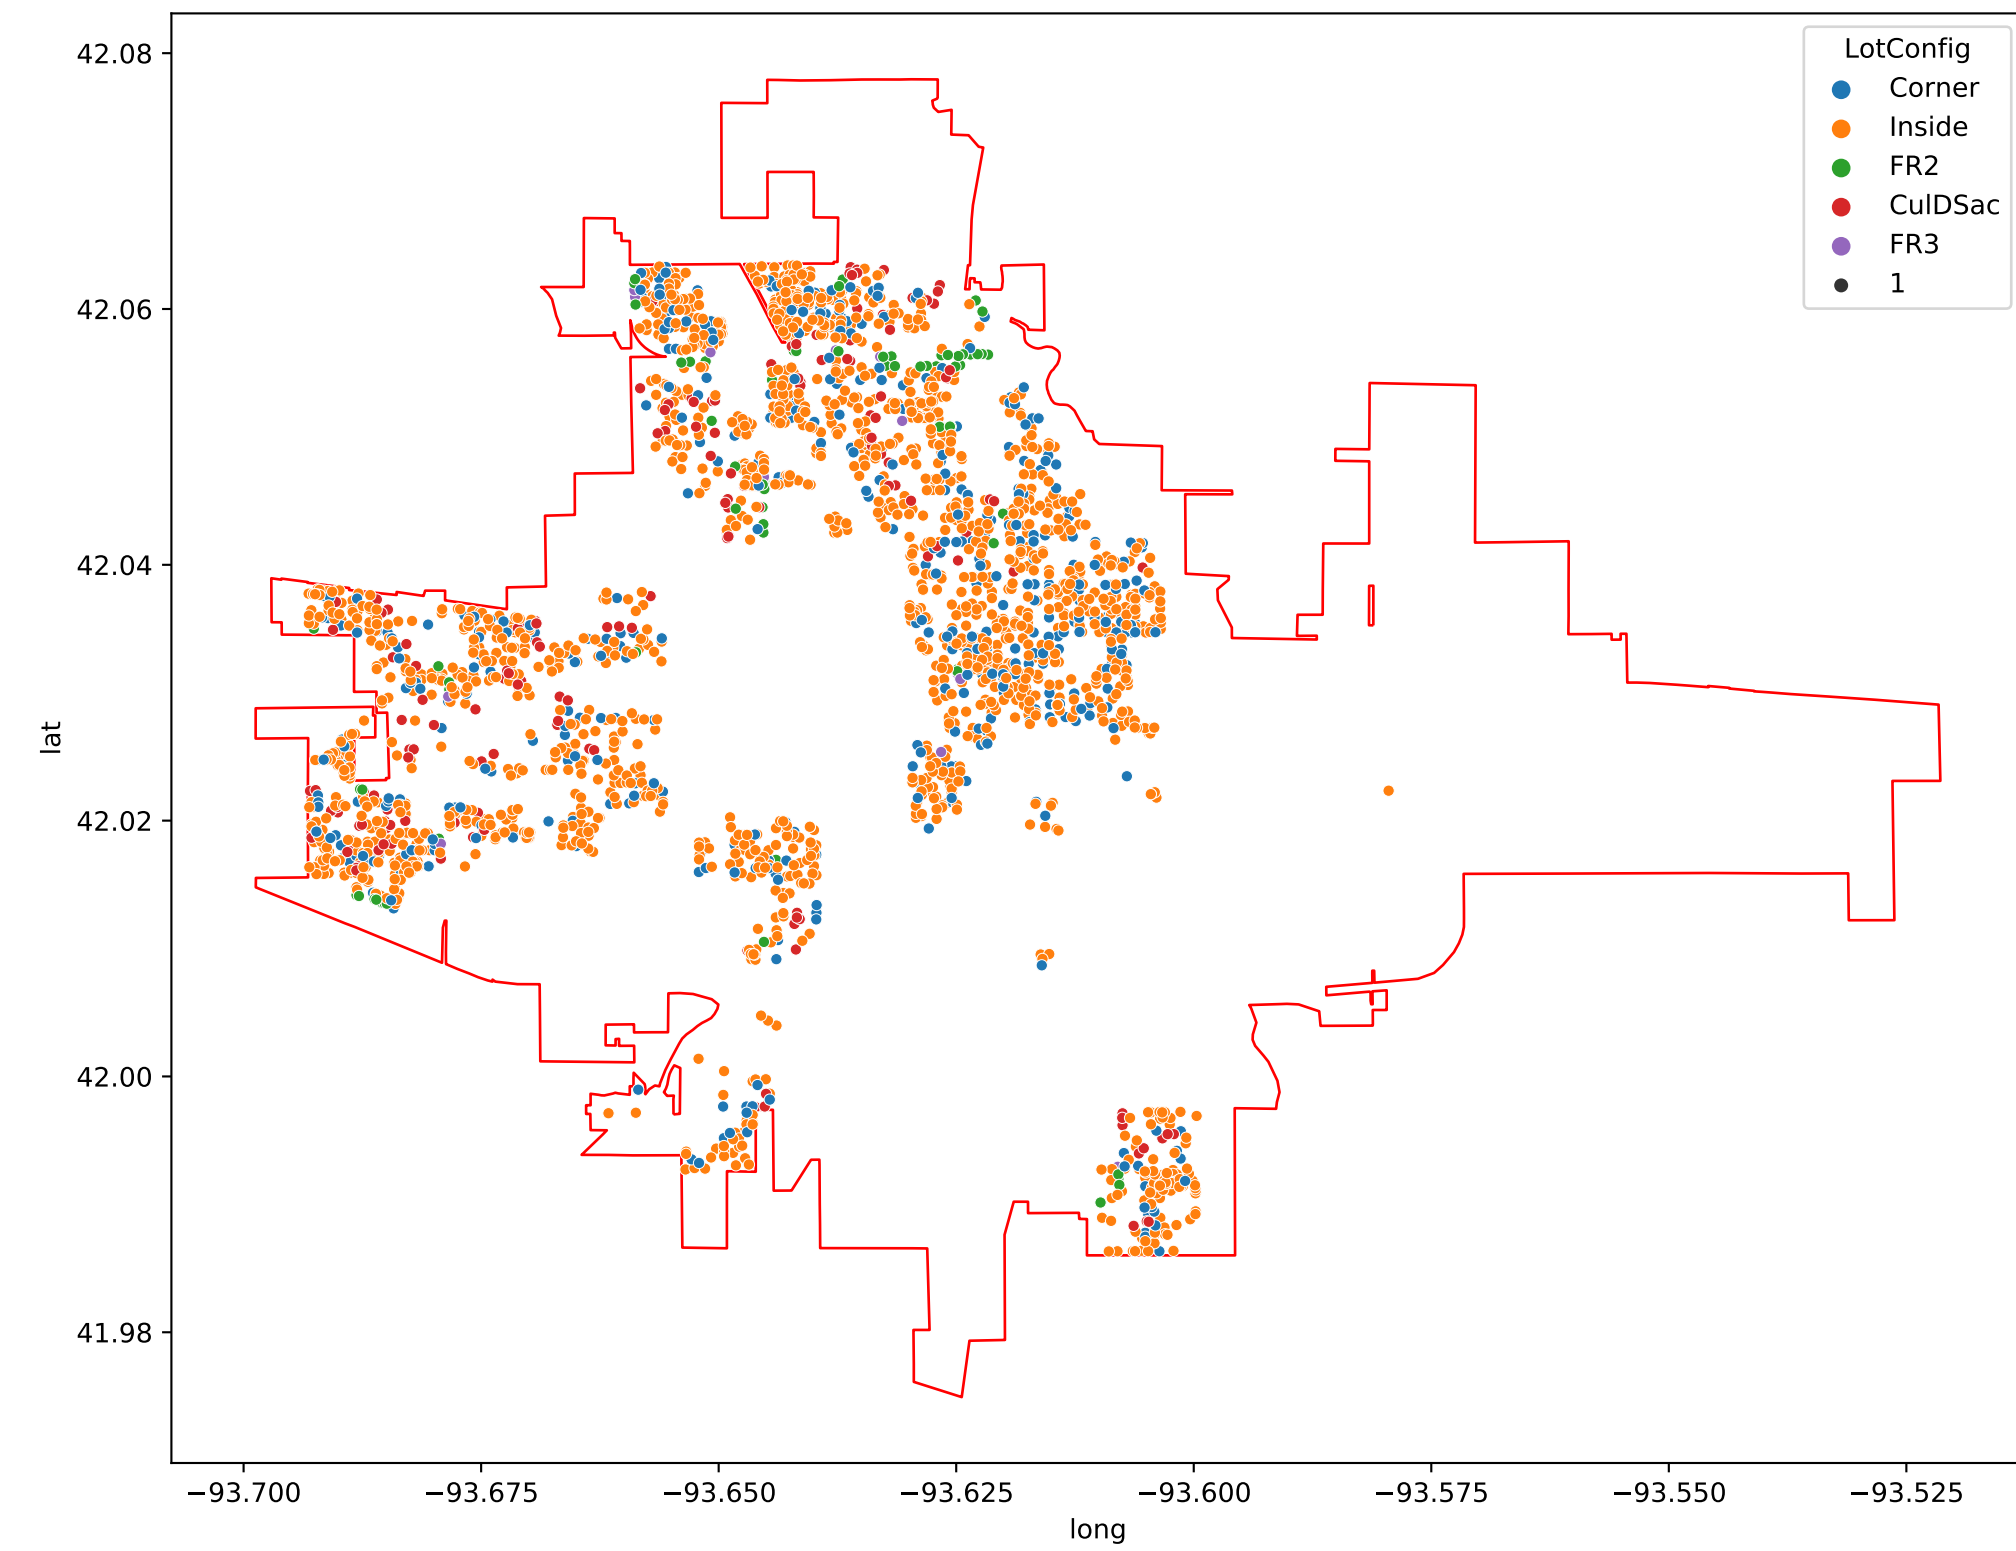 LotConfig
Corner
Inside
FR2
CulDSac
FR3
1
42.08
42.06
42.04
42.02
42.00
41.98
lat
−93.700 −93.675 −93.650 −93.625 −93.600 −93.575 −93.550 −93.525
long